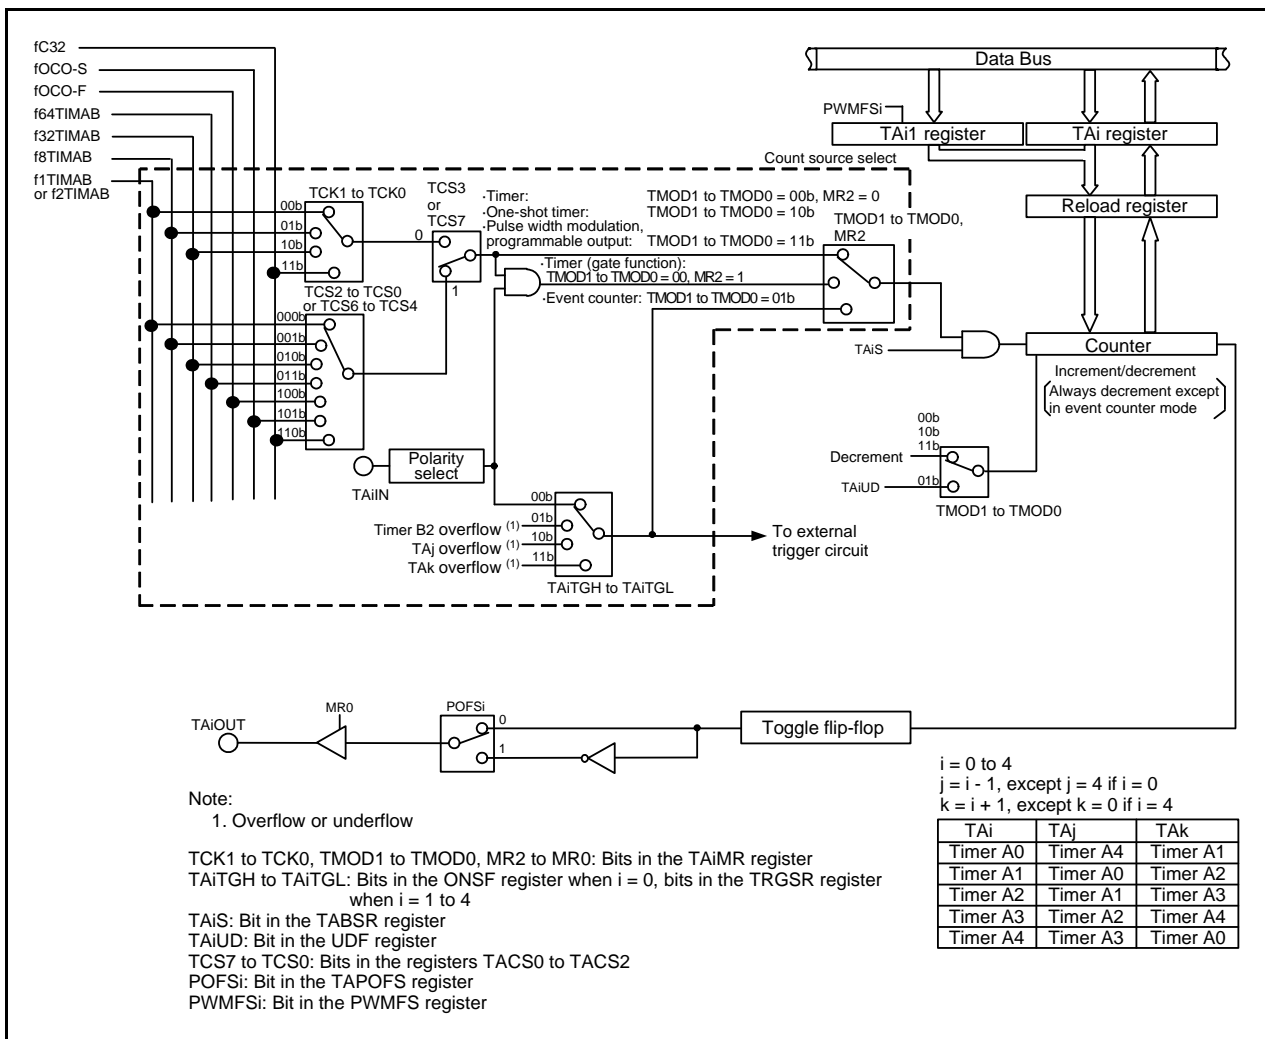 fC32
fOCO-S
fOCO-F
f64TIMAB
f32TIMAB
f8TIMAB
f1TIMAB
or f2TIMAB
Data Bus
PWMFSi
TAi1 register
TAi register
Reload register
Count source select
TCK1 to TCK0
00b
01b
10b
11b
TCS3
or
TCS7
0
1
·Timer: TMOD1 to TMOD0 = 00b, MR2 = 0
·One-shot timer: TMOD1 to TMOD0 = 10b
·Pulse width modulation,
programmable output: TMOD1 to TMOD0 = 11b
·Timer (gate function):
TMOD1 to TMOD0 = 00, MR2 = 1
·Event counter: TMOD1 to TMOD0 = 01b
TMOD1 to TMOD0,
MR2
TCS2 to TCS0
or TCS6 to TCS4
000b
001b
010b
011b
100b
101b
110b
TAiS
Counter
Increment/decrement
Always decrement except
in event counter mode
00b
10b
11b
Decrement
TAiUD
01b
TMOD1 to TMOD0
Polarity
select
TAiIN
00b
Timer B2 overflow (1) 01b
TAj overflow (1) 10b
TAk overflow (1) 11b
TAiTGH to TAiTGL
To external
trigger circuit
TAiOUT
MR0
POFSi
0
1
Toggle flip-flop
i = 0 to 4
j = i - 1, except j = 4 if i = 0
k = i + 1, except k = 0 if i = 4
TAi TAj TAk
Timer A0 Timer A4 Timer A1
Timer A1 Timer A0 Timer A2
Timer A2 Timer A1 Timer A3
Timer A3 Timer A2 Timer A4
Timer A4 Timer A3 Timer A0
Note:
1. Overflow or underflow
TCK1 to TCK0, TMOD1 to TMOD0, MR2 to MR0: Bits in the TAiMR register
TAiTGH to TAiTGL: Bits in the ONSF register when i = 0, bits in the TRGSR register
when i = 1 to 4
TAiS: Bit in the TABSR register
TAiUD: Bit in the UDF register
TCS7 to TCS0: Bits in the registers TACS0 to TACS2
POFSi: Bit in the TAPOFS register
PWMFSi: Bit in the PWMFS register